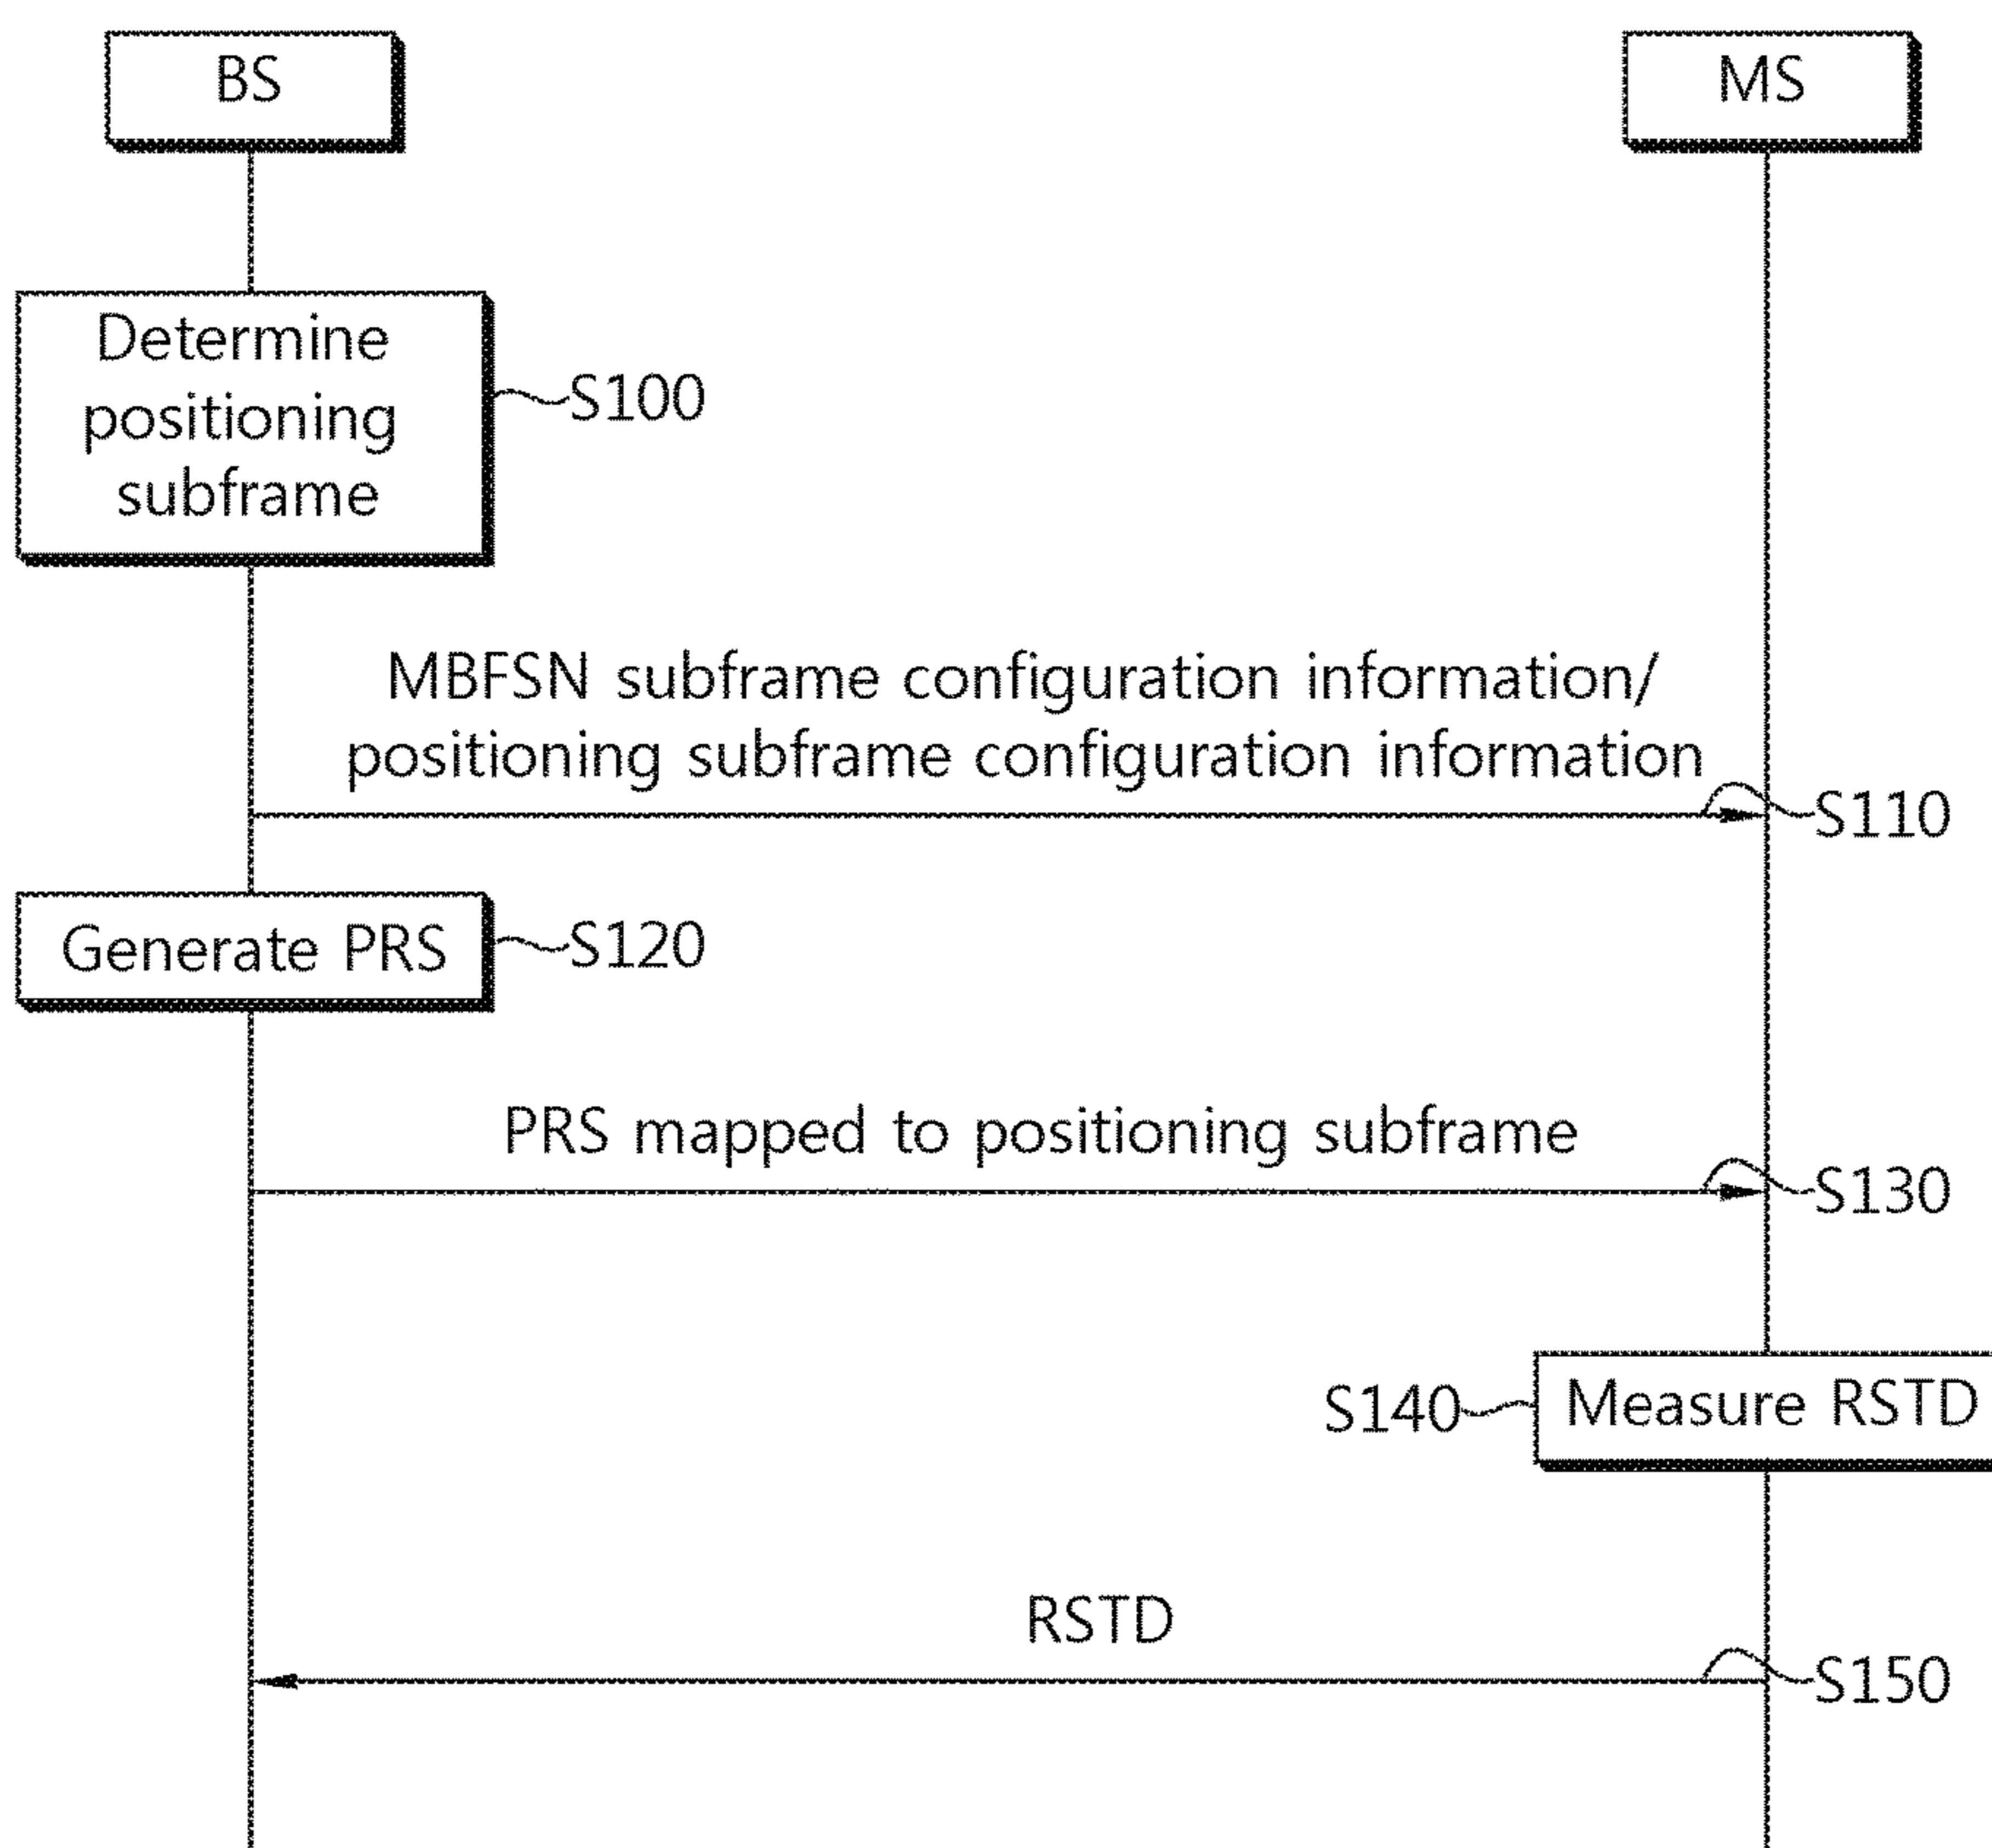 BS
MS
Determine
positioning
subframe
S100
MBFSN subframe configuration information/
positioning subframe configuration information
S110
Generate PRS
S120
PRS mapped to positioning subframe
S130
S140
Measure RSTD
RSTD
S150